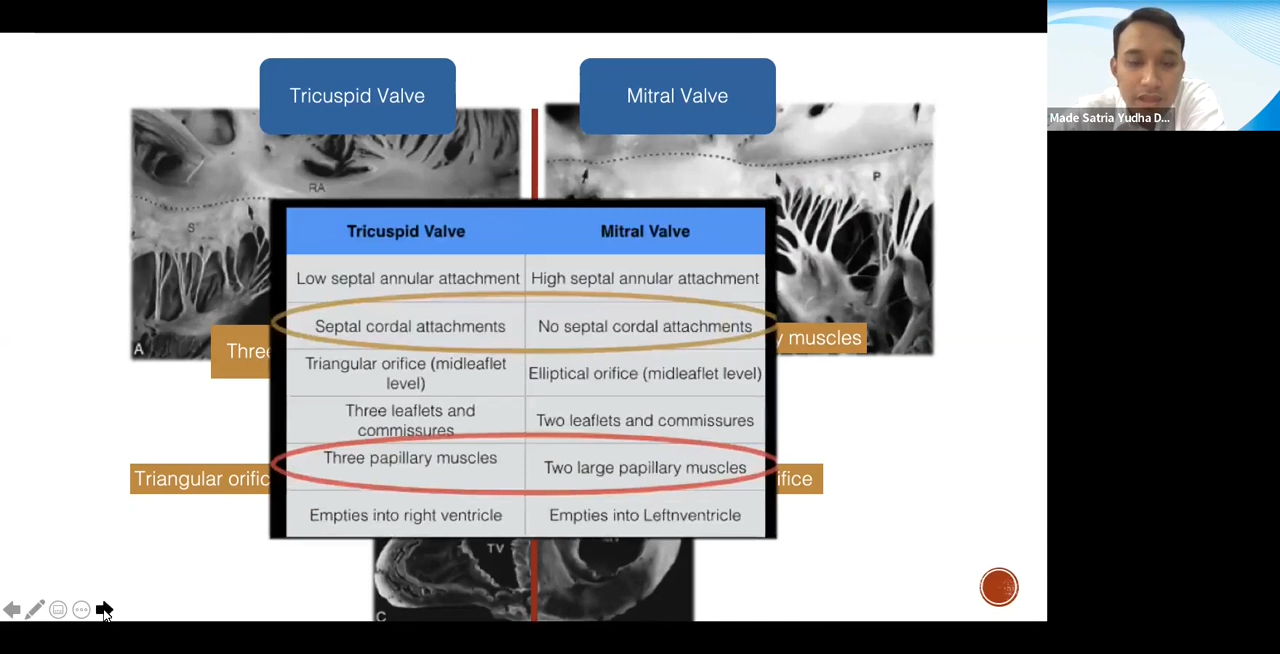 Tricuspid Valve
Mitral Valve
Made Satria Yudha D...
RA
P
S
Tricuspid Valve
Mitral Valve
Low septal annular attachment
High septal annular attachment
Septal cordal attachments
No septal cordal attachments
A
Three
y muscles
Triangular orifice (midleaflet
level)
Elliptical orifice (midleaflet level)
Three leaflets and
commissures
Two leaflets and commissures
Three papillary muscles
Two large papillary muscles
Triangular orific
ifice
Empties into right ventricle
Empties into Leftnventricle
TV
C